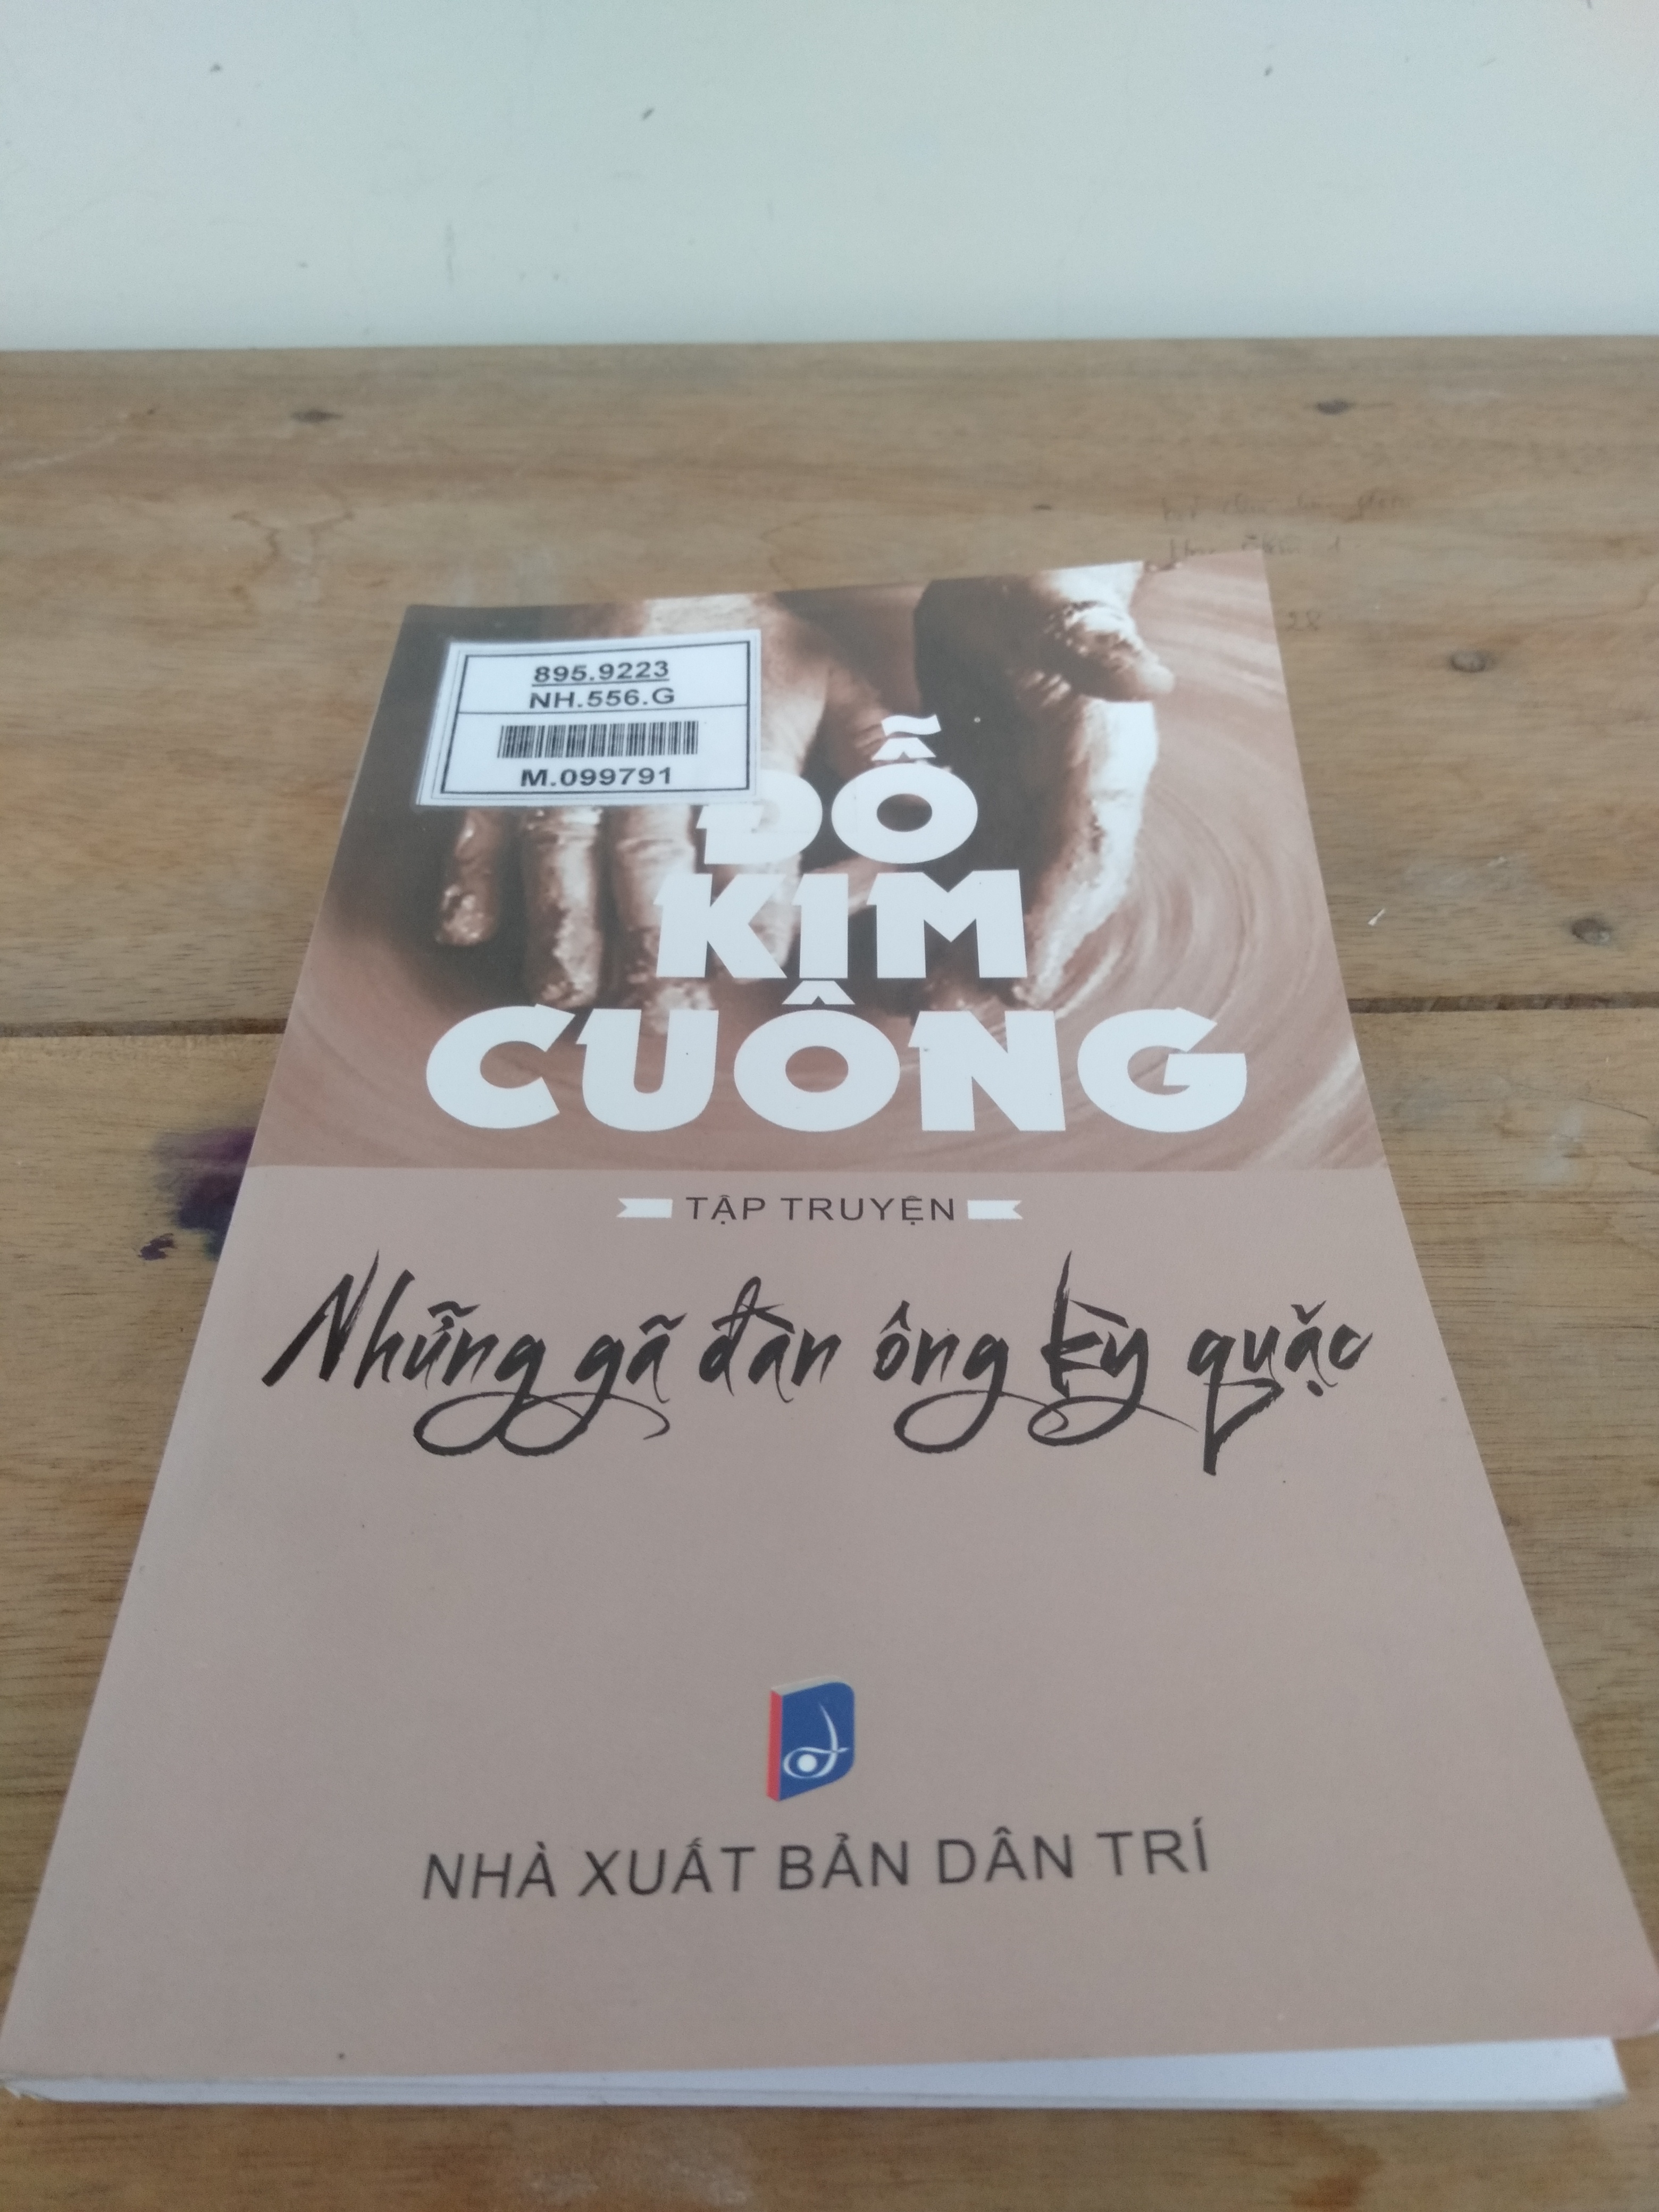 895.9223
NH.556.G
M.099791
ĐỖ
KIM
CUÔNG
TẬP TRUYỆN
Những gã đàn ông kỳ quặc
NHÀ XUẤT BẢN DÂN TRÍ